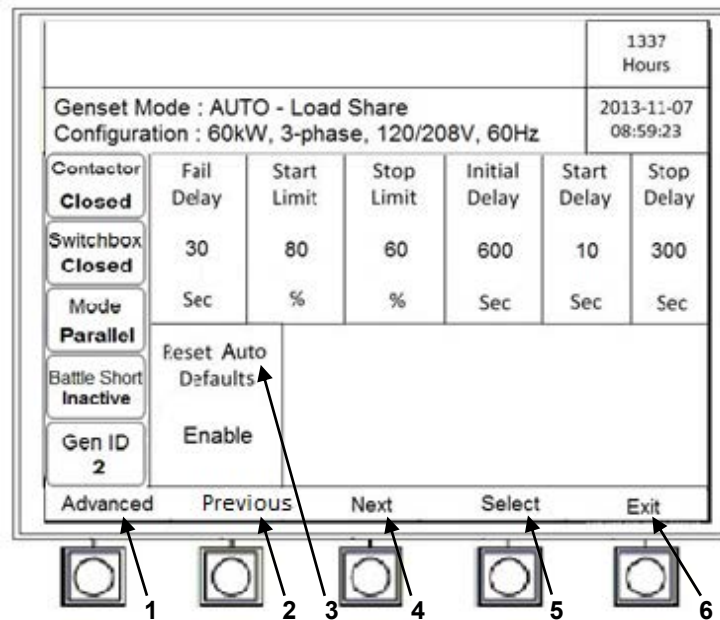 1337
Hours
Genset Mode : AUTO - Load Share
Configuration : 60kW, 3-phase, 120/208V, 60Hz
2013-11-07
08:59:23
Contactor
Closed
Switchbox
Closed
Mode
Parallel
Battle Short
Inactive
Gen ID
2
Fail
Delay
30
Sec
Start
Limit
80
%
Stop
Limit
60
%
Initial
Delay
600
Sec
Start
Delay
10
Sec
Stop
Delay
300
Sec
Reset Auto
Defaults
Enable
Advanced Previous Next Select Exit
1 2 3 4 5 6